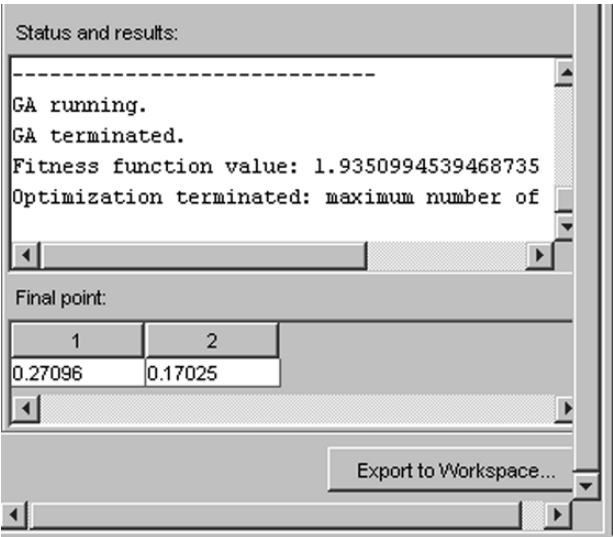 Status and results:
-----------------------------
GA running.
GA terminated.
Fitness function value: 1.9350994539468735
Optimization terminated: maximum number of
Final point:
1 2
0.27096 0.17025
Export to Workspace...